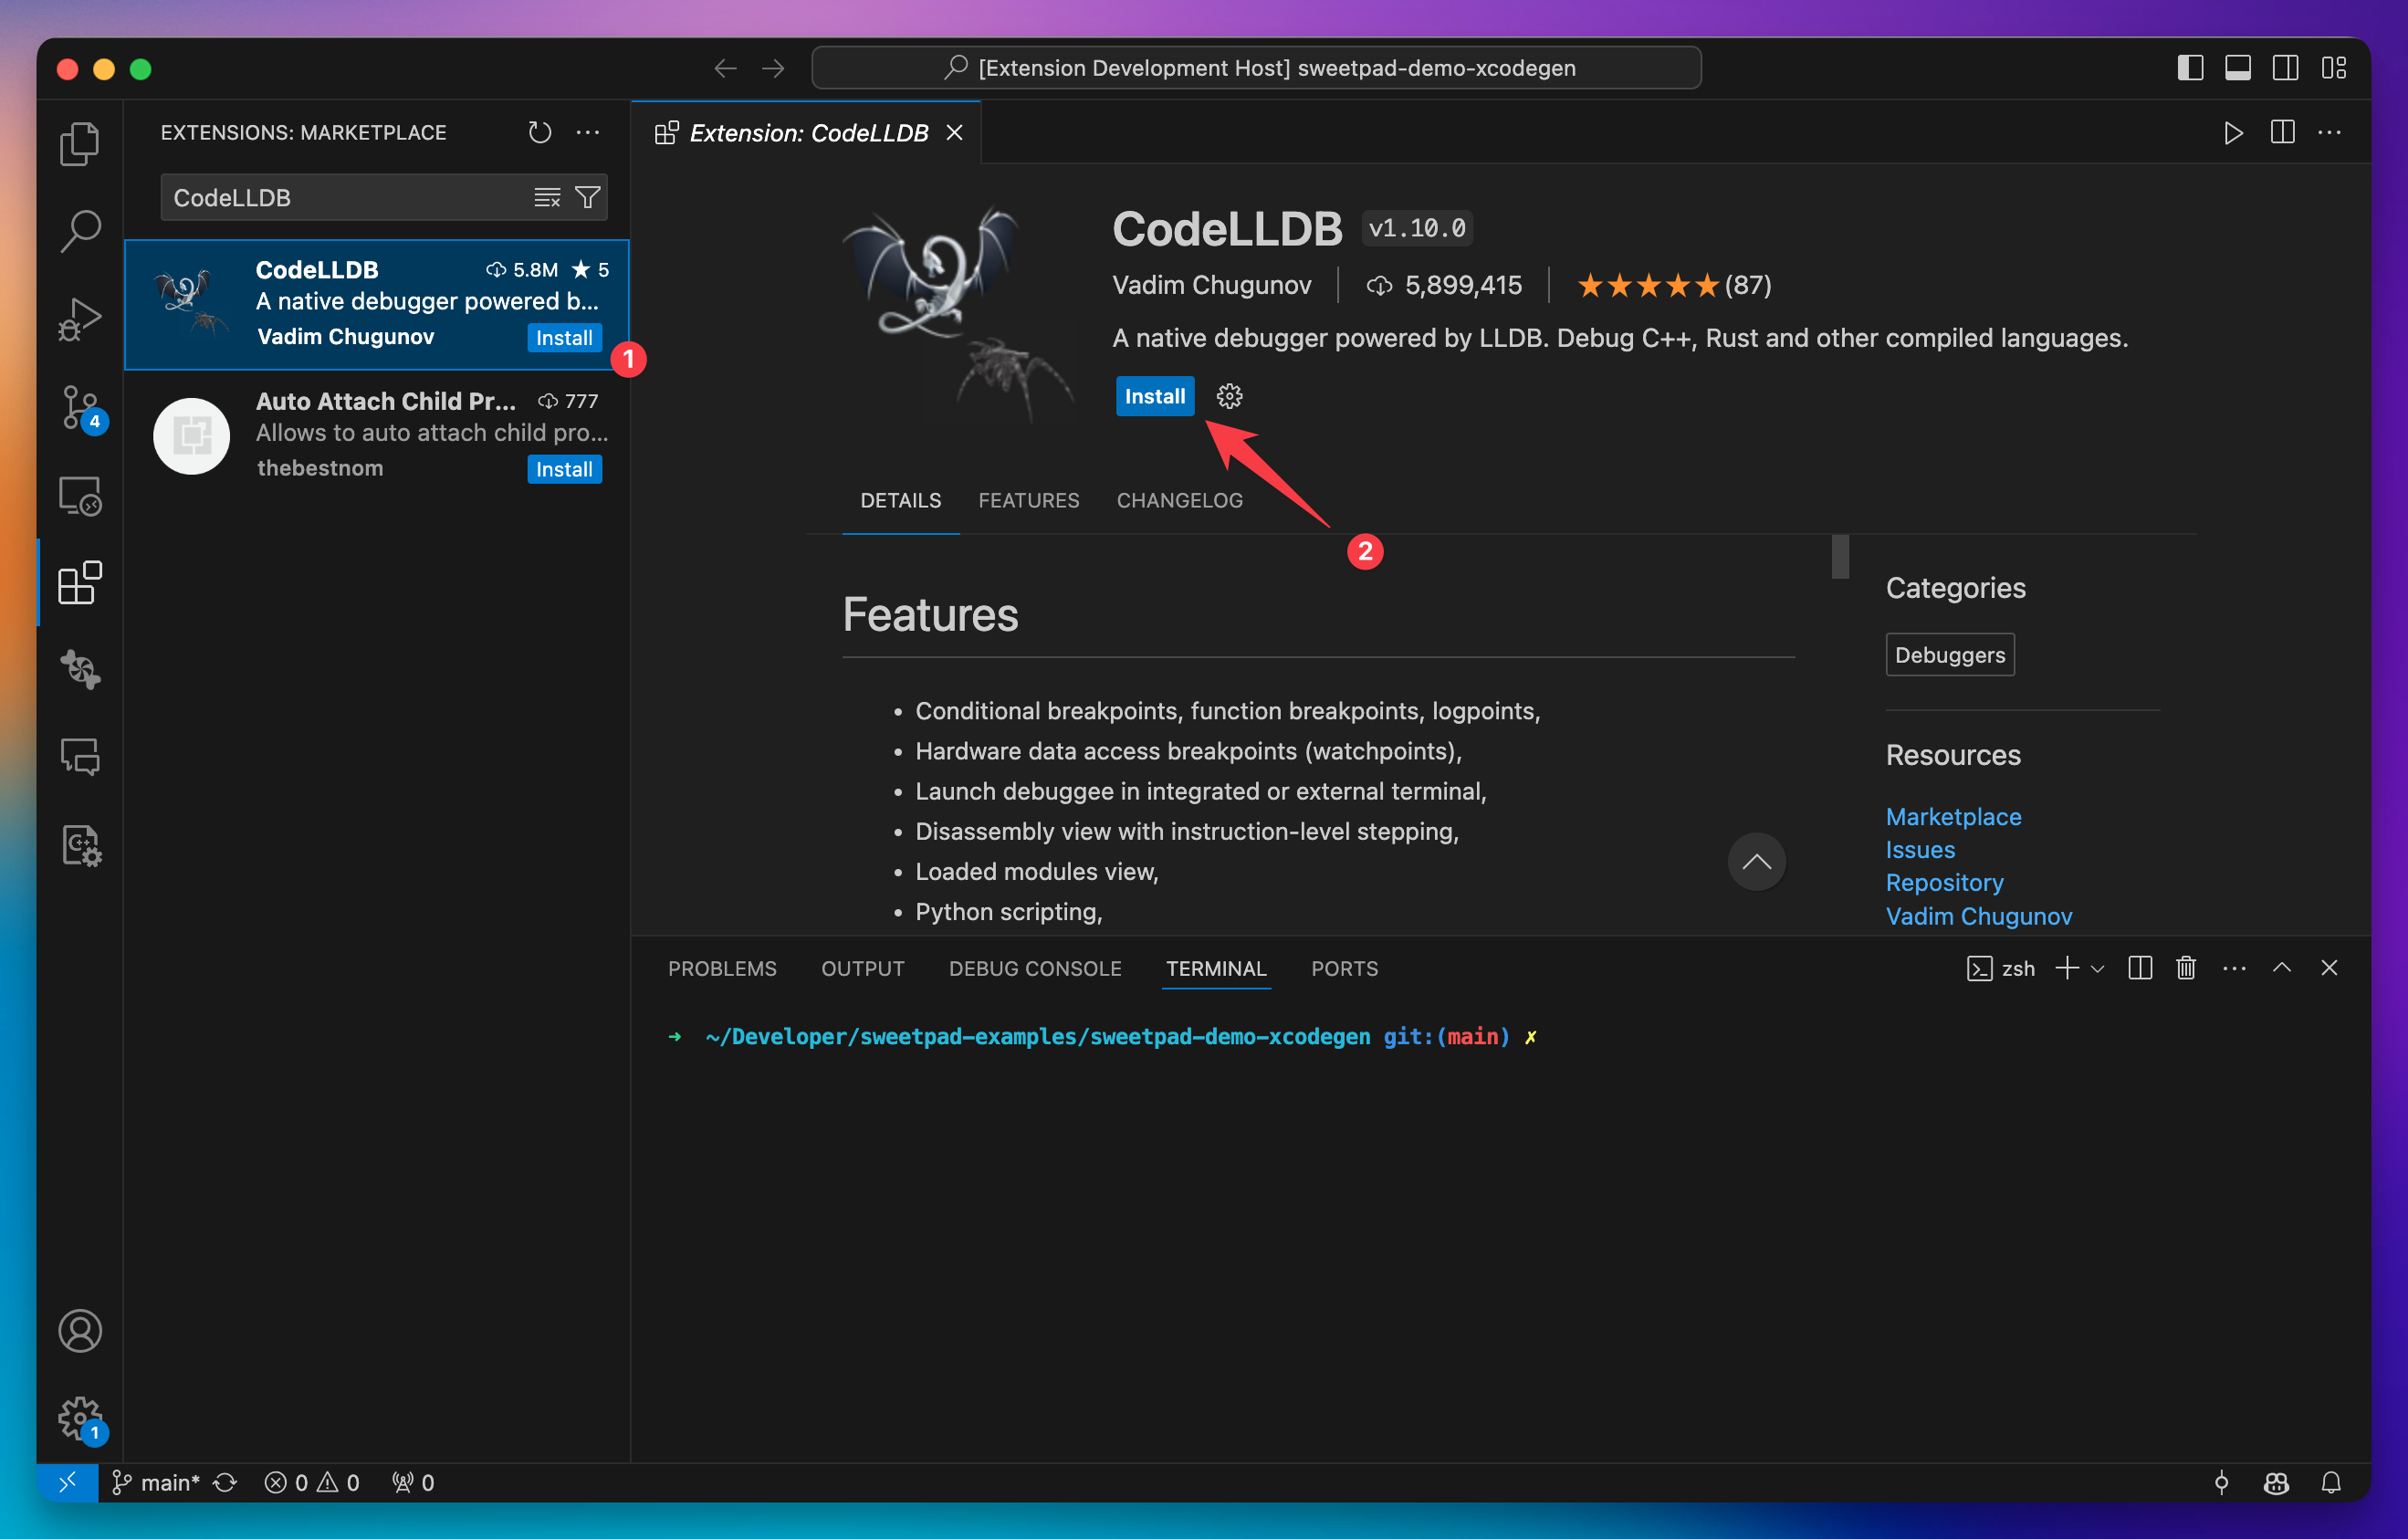 [Extension Development Host] sweetpad-demo-xcodegen
EXTENSIONS: MARKETPLACE
CodeLLDB
CodeLLDB 5.8M ★ 5
A native debugger powered b...
Vadim Chugunov Install
1
Auto Attach Child Pr... 777
Allows to auto attach child pro...
thebestnom Install
4
1
Extension: CodeLLDB
CodeLLDB v1.10.0
Vadim Chugunov 5,899,415 ★★★★★(87)
A native debugger powered by LLDB. Debug C++, Rust and other compiled languages.
Install
2
DETAILS FEATURES CHANGELOG
Features
• Conditional breakpoints, function breakpoints, logpoints,
• Hardware data access breakpoints (watchpoints),
• Launch debuggee in integrated or external terminal,
• Disassembly view with instruction-level stepping,
• Loaded modules view,
• Python scripting,
Categories
Debuggers
Resources
Marketplace
Issues
Repository
Vadim Chugunov
PROBLEMS OUTPUT DEBUG CONSOLE TERMINAL PORTS zsh
➜ ~/Developer/sweetpad-examples/sweetpad-demo-xcodegen git:(main) ✗
main* 0 0 0